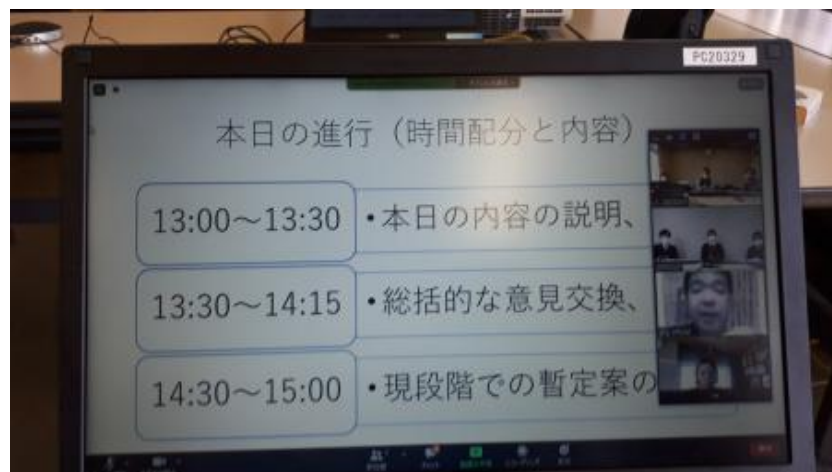 PC20329
本日の進行（時間配分と内容）
13:00～13:30
・本日の内容の説明、
13:30～14:15
・総括的な意見交換、
14:30～15:00
・現段階での暫定案の